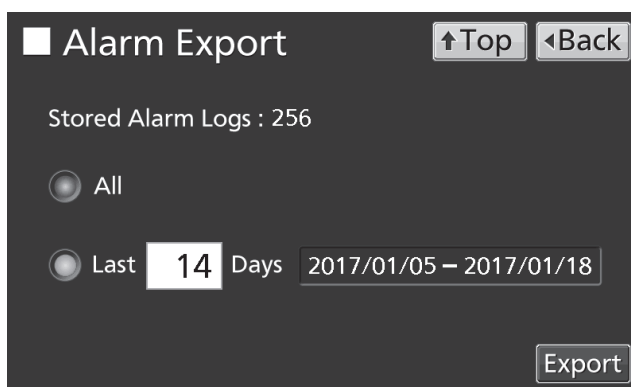 Alarm Export
Top
Back
Stored Alarm Logs : 256
All
Last 14 Days 2017/01/05 – 2017/01/18
Export